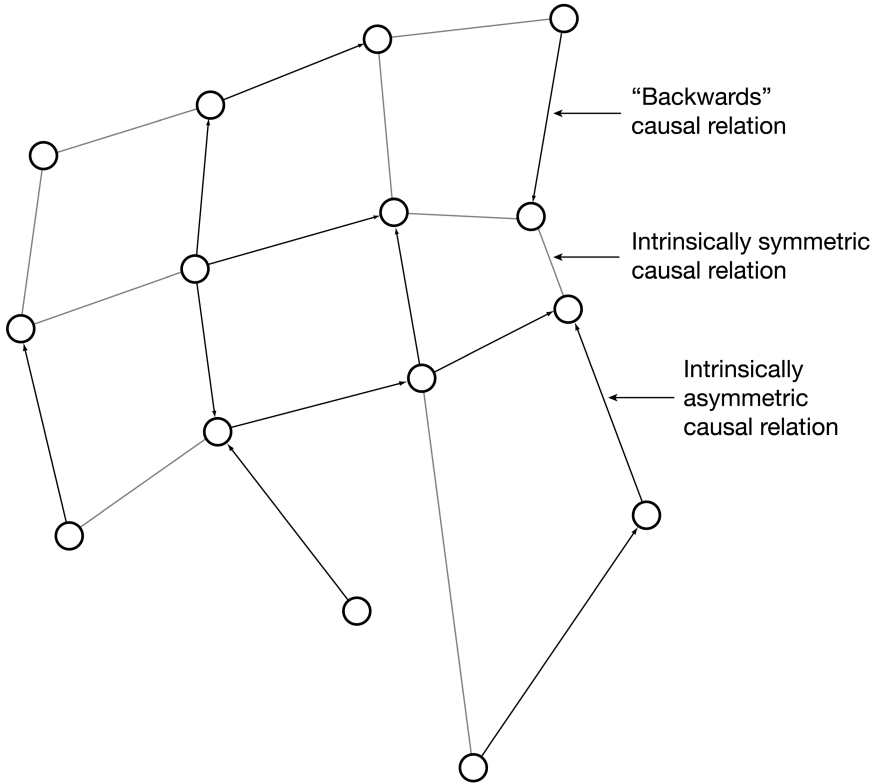 “Backwards”
causal relation
Intrinsically symmetric
causal relation
Intrinsically
asymmetric
causal relation